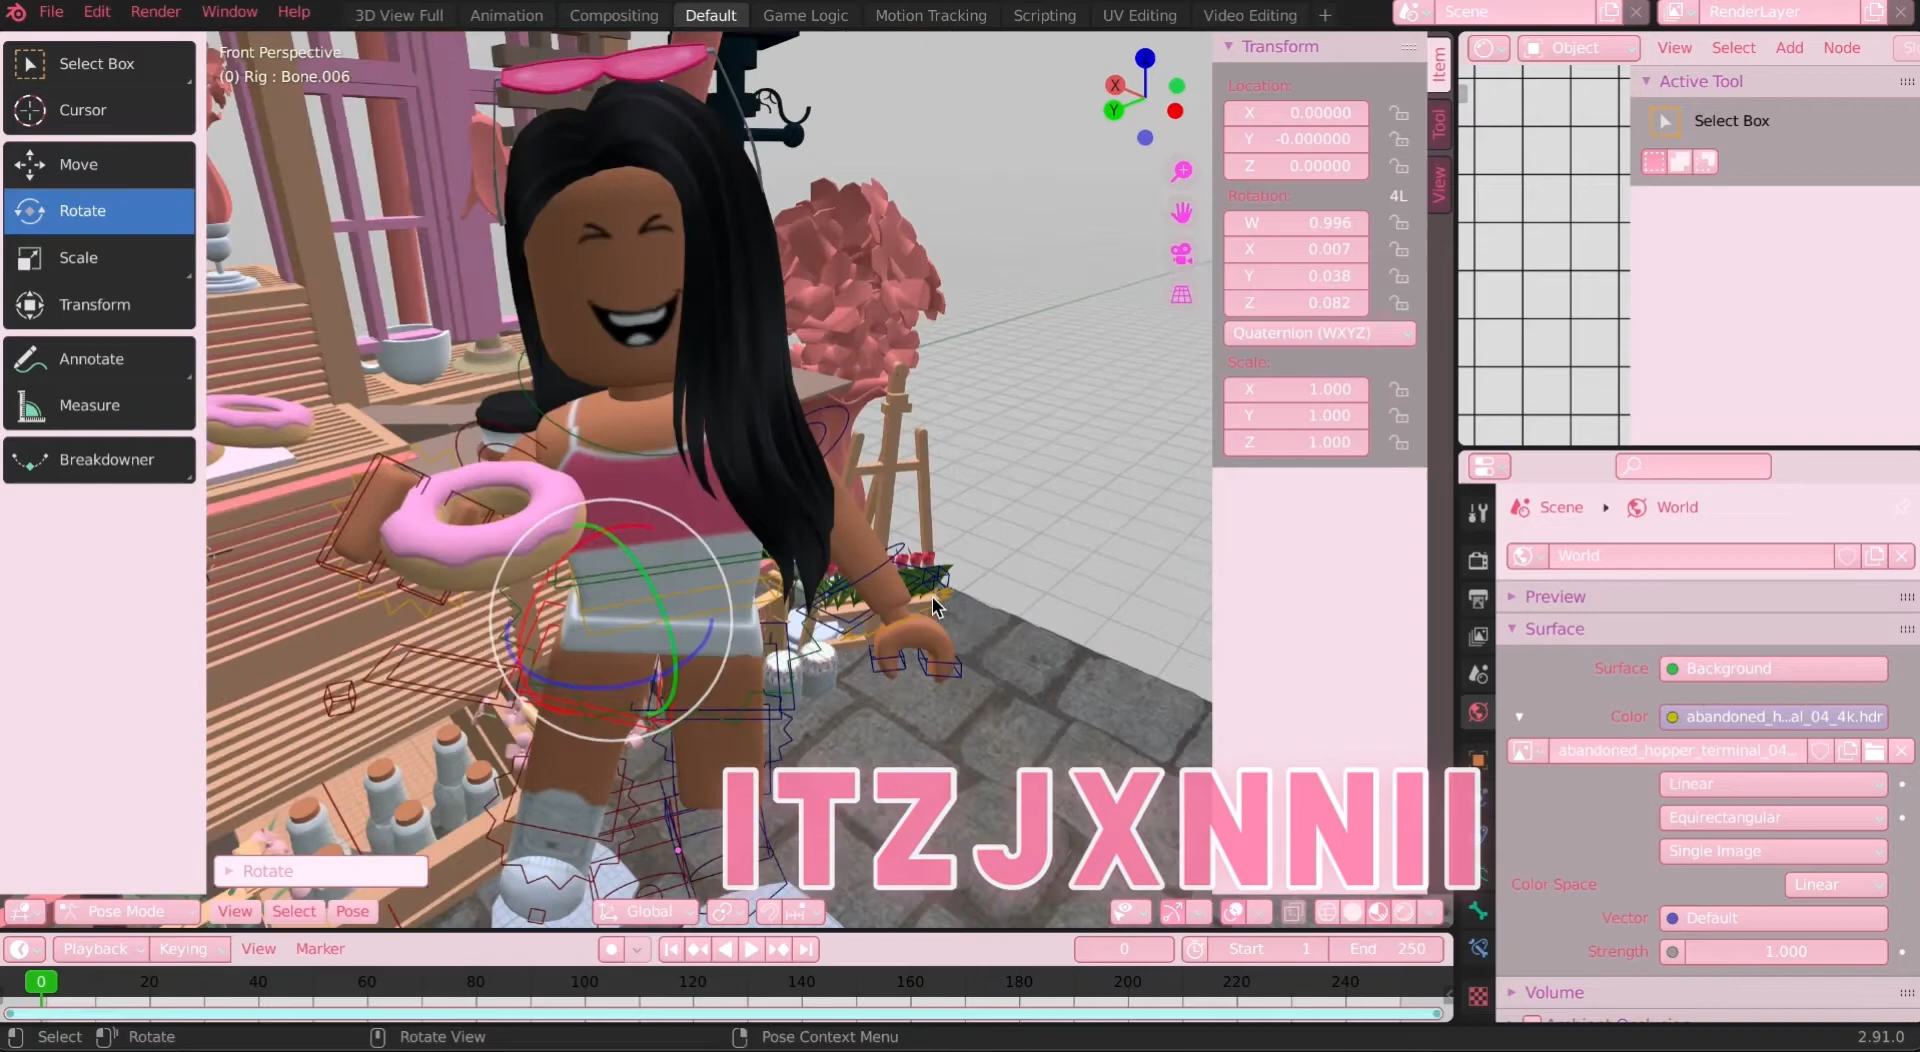 File Edit Render Window Help 3D View Full Animation Compositing Default Game Logic Motion Tracking Scripting UV Editing Video Editing + Scene RenderLayer
Select Box
Cursor
Move
Rotate
Scale
Transform
Annotate
Measure
Breakdowner
Front Perspective
(0) Rig : Bone.006
X
Y
Transform
Location:
X 0.00000
Y -0.000000
Z 0.00000
Rotation: 4L
W 0.996
X 0.007
Y 0.038
Z 0.082
Quaternion (WXYZ)
Scale:
X 1.000
Y 1.000
Z 1.000
Item
Tool
View
Object View Select Add Node
Active Tool
Select Box
Scene World
World
Preview
Surface
Surface Background
Color abandoned_h...al_04_4k.hdr
abandoned_hopper_terminal_04...
Linear
Equirectangular
Single Image
Color Space Linear
Vector Default
Strength 1.000
Volume
ITZJXNNII
Rotate
Pose Mode View Select Pose Global
Playback Keying View Marker 0 Start 1 End 250
0 20 40 60 80 100 120 140 160 180 200 220 240
Select Rotate Rotate View Pose Context Menu 2.91.0